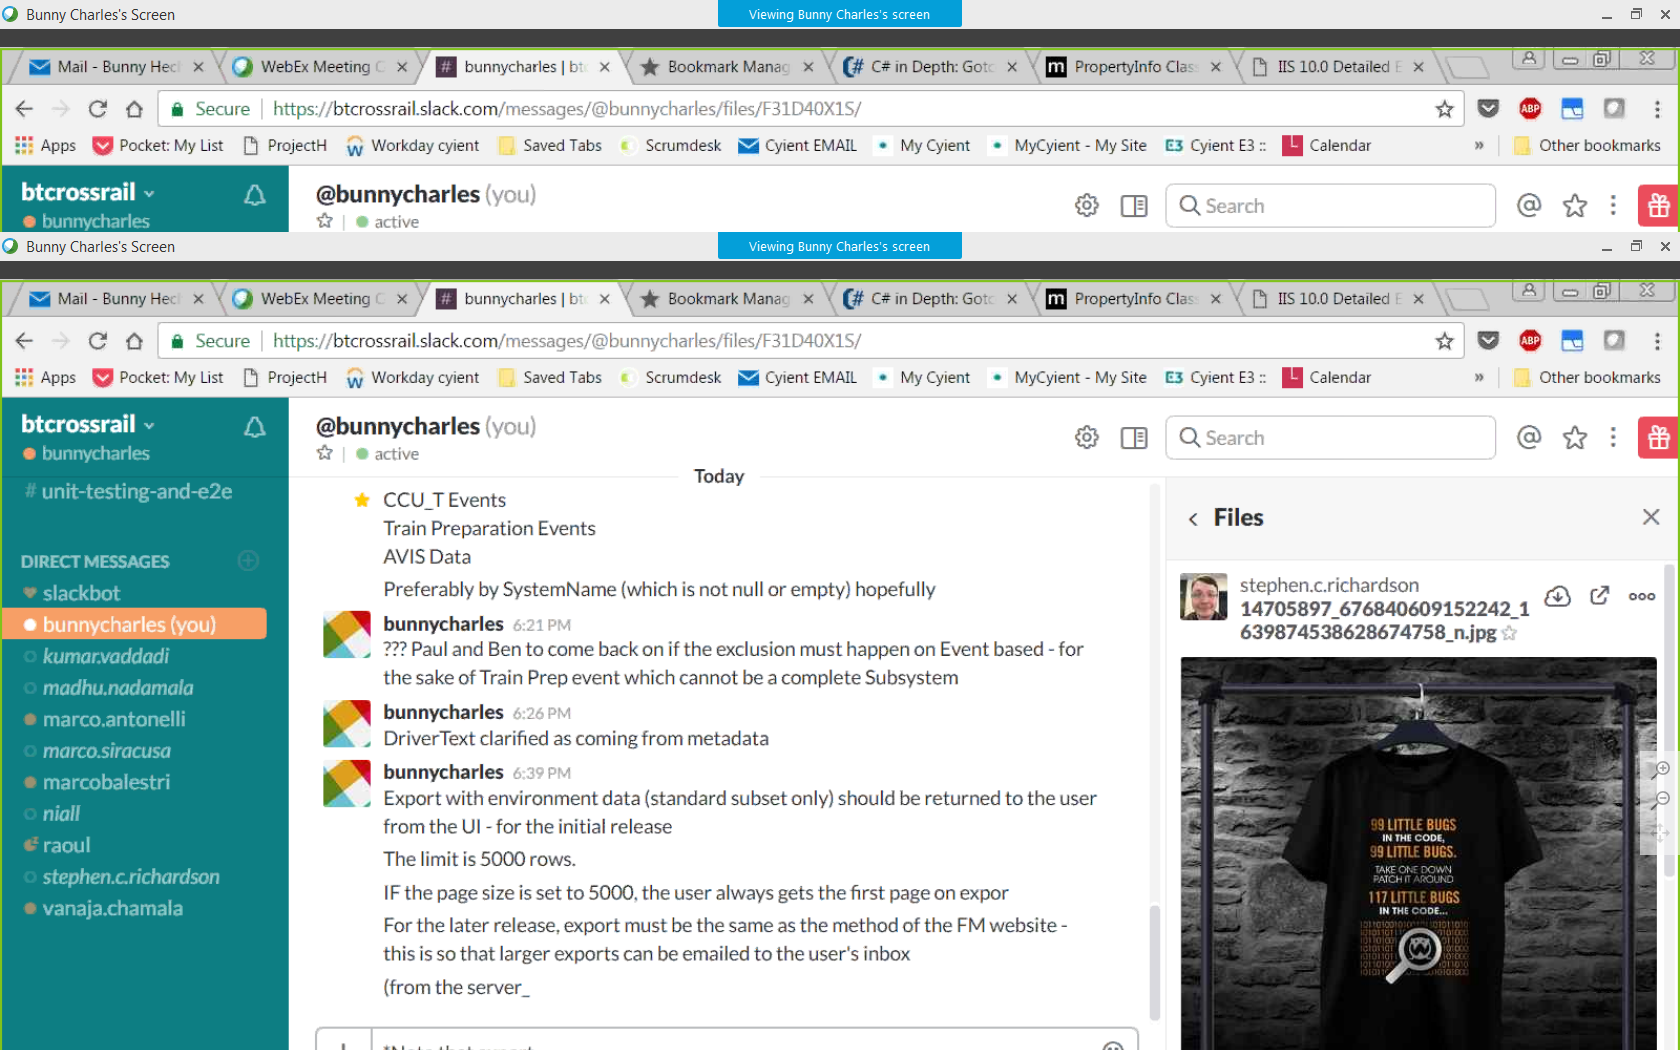 Bunny Charles's Screen
Viewing Bunny Charles's screen
Mail - Bunny Hec
WebEx Meeting C
bunnycharles | bt
Bookmark Manag
C# in Depth: Gotc
PropertyInfo Class
IIS 10.0 Detailed E
Secure
https://btcrossrail.slack.com/messages/@bunnycharles/files/F31D40X1S/
ABP
Apps
Pocket: My List
ProjectH
Workday cyient
Saved Tabs
Scrumdesk
Cyient EMAIL
My Cyient
MyCyient - My Site
E3 Cyient E3 ::
L Calendar
»
Other bookmarks
btcrossrail
bunnycharles
@bunnycharles (you)
active
Search
Bunny Charles's Screen
Viewing Bunny Charles's screen
Mail - Bunny Hec
WebEx Meeting C
bunnycharles | bt
Bookmark Manag
C# in Depth: Gotc
PropertyInfo Class
IIS 10.0 Detailed E
Secure
https://btcrossrail.slack.com/messages/@bunnycharles/files/F31D40X1S/
ABP
Apps
Pocket: My List
ProjectH
Workday cyient
Saved Tabs
Scrumdesk
Cyient EMAIL
My Cyient
MyCyient - My Site
E3 Cyient E3 ::
L Calendar
»
Other bookmarks
btcrossrail
bunnycharles
@bunnycharles (you)
active
Search
# unit-testing-and-e2e
DIRECT MESSAGES
slackbot
bunnycharles (you)
kumar.vaddadi
madhu.nadamala
marco.antonelli
marco.siracusa
marcobalestri
niall
raoul
stephen.c.richardson
vanaja.chamala
Today
CCU_T Events
Train Preparation Events
AVIS Data
Preferably by SystemName (which is not null or empty) hopefully
bunnycharles 6:21 PM
??? Paul and Ben to come back on if the exclusion must happen on Event based - for
the sake of Train Prep event which cannot be a complete Subsystem
bunnycharles 6:26 PM
DriverText clarified as coming from metadata
bunnycharles 6:39 PM
Export with environment data (standard subset only) should be returned to the user
from the UI - for the initial release
The limit is 5000 rows.
IF the page size is set to 5000, the user always gets the first page on expor
For the later release, export must be the same as the method of the FM website -
this is so that larger exports can be emailed to the user's inbox
(from the server_
Files
stephen.c.richardson
14705897_676840609152242_1
639874538628674758_n.jpg
99 LITTLE BUGS
IN THE CODE,
99 LITTLE BUGS.
TAKE ONE DOWN
PATCH IT AROUND
117 LITTLE BUGS
IN THE CODE...